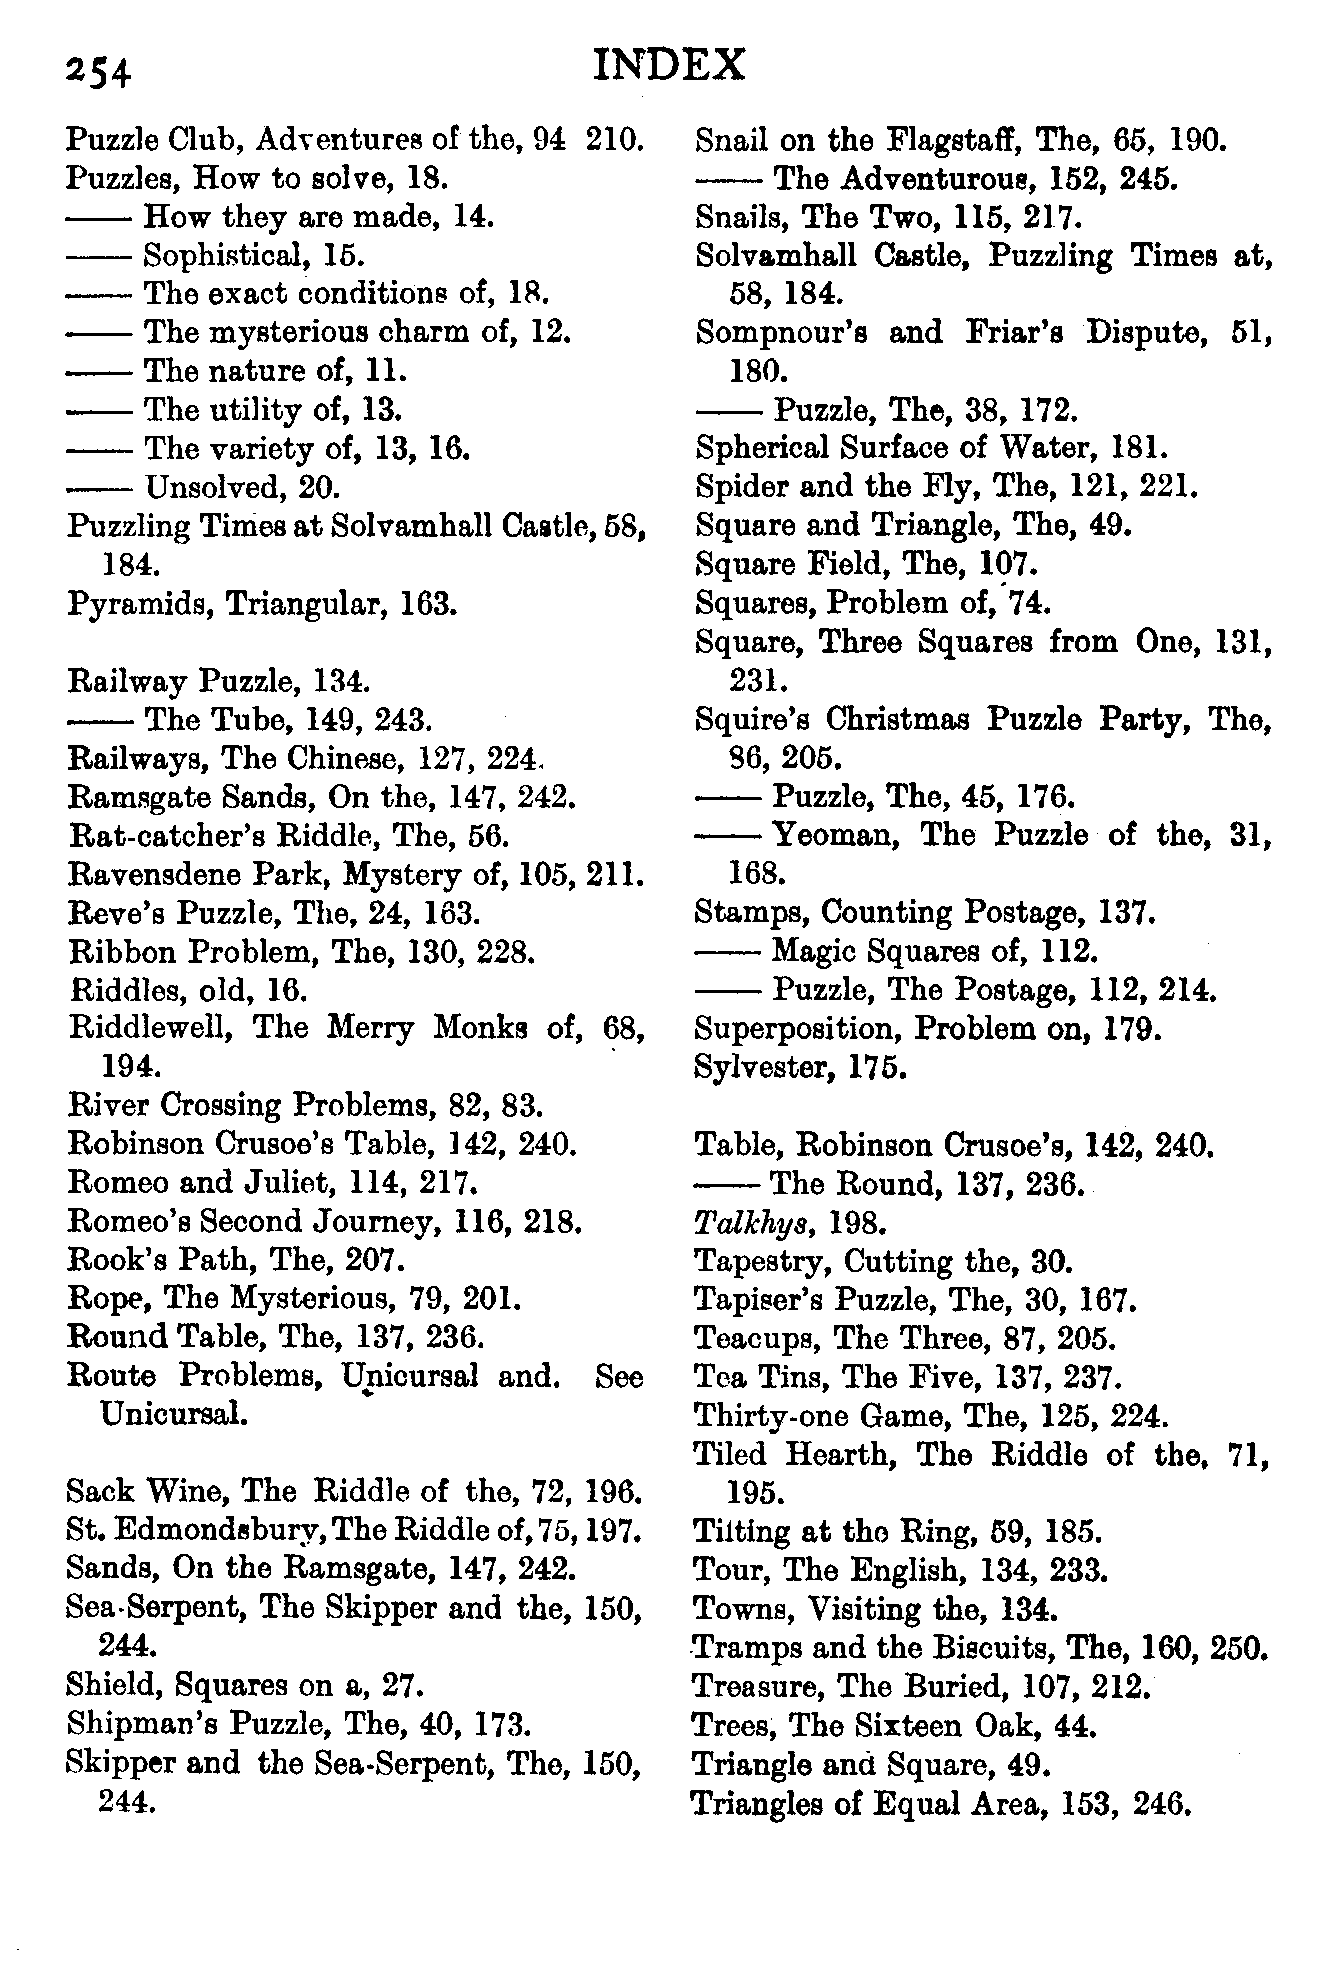 254
INDEX
Puzzle Club, Adventures of the, 94 210.
Puzzles, How to solve, 18.
—— How they are made, 14.
—— Sophistical, 15.
—— The exact conditions of, 18.
—— The mysterious charm of, 12.
—— The nature of, 11.
—— The utility of, 13.
—— The variety of, 13, 16.
—— Unsolved, 20.
Puzzling Times at Solvamhall Castle, 58,
184.
Pyramids, Triangular, 163.
Railway Puzzle, 134.
—— The Tube, 149, 243.
Railways, The Chinese, 127, 224.
Ramsgate Sands, On the, 147, 242.
Rat-catcher's Riddle, The, 56.
Ravensdene Park, Mystery of, 105, 211.
Reve's Puzzle, The, 24, 163.
Ribbon Problem, The, 130, 228.
Riddles, old, 16.
Riddlewell, The Merry Monks of, 68,
194.
River Crossing Problems, 82, 83.
Robinson Crusoe's Table, 142, 240.
Romeo and Juliet, 114, 217.
Romeo's Second Journey, 116, 218.
Rook's Path, The, 207.
Rope, The Mysterious, 79, 201.
Round Table, The, 137, 236.
Route Problems, Unicursal and. See
Unicursal.
Sack Wine, The Riddle of the, 72, 196.
St. Edmondsbury, The Riddle of, 75, 197.
Sands, On the Ramsgate, 147, 242.
Sea-Serpent, The Skipper and the, 150,
244.
Shield, Squares on a, 27.
Shipman's Puzzle, The, 40, 173.
Skipper and the Sea-Serpent, The, 150,
244.
Snail on the Flagstaff, The, 65, 190.
—— The Adventurous, 152, 245.
Snails, The Two, 115, 217.
Solvamhall Castle, Puzzling Times at,
58, 184.
Sompnour's and Friar's Dispute, 51,
180.
—— Puzzle, The, 38, 172.
Spherical Surface of Water, 181.
Spider and the Fly, The, 121, 221.
Square and Triangle, The, 49.
Square Field, The, 107.
Squares, Problem of, 74.
Square, Three Squares from One, 131,
231.
Squire's Christmas Puzzle Party, The,
86, 205.
—— Puzzle, The, 45, 176.
—— Yeoman, The Puzzle of the, 31,
168.
Stamps, Counting Postage, 137.
—— Magic Squares of, 112.
—— Puzzle, The Postage, 112, 214.
Superposition, Problem on, 179.
Sylvester, 175.
Table, Robinson Crusoe's, 142, 240.
—— The Round, 137, 236.
Talkhys, 198.
Tapestry, Cutting the, 30.
Tapiser's Puzzle, The, 30, 167.
Teacups, The Three, 87, 205.
Tea Tins, The Five, 137, 237.
Thirty-one Game, The, 125, 224.
Tiled Hearth, The Riddle of the, 71,
195.
Tilting at the Ring, 59, 185.
Tour, The English, 134, 233.
Towns, Visiting the, 134.
Tramps and the Biscuits, The, 160, 250.
Treasure, The Buried, 107, 212.
Trees, The Sixteen Oak, 44.
Triangle and Square, 49.
Triangles of Equal Area, 153, 246.